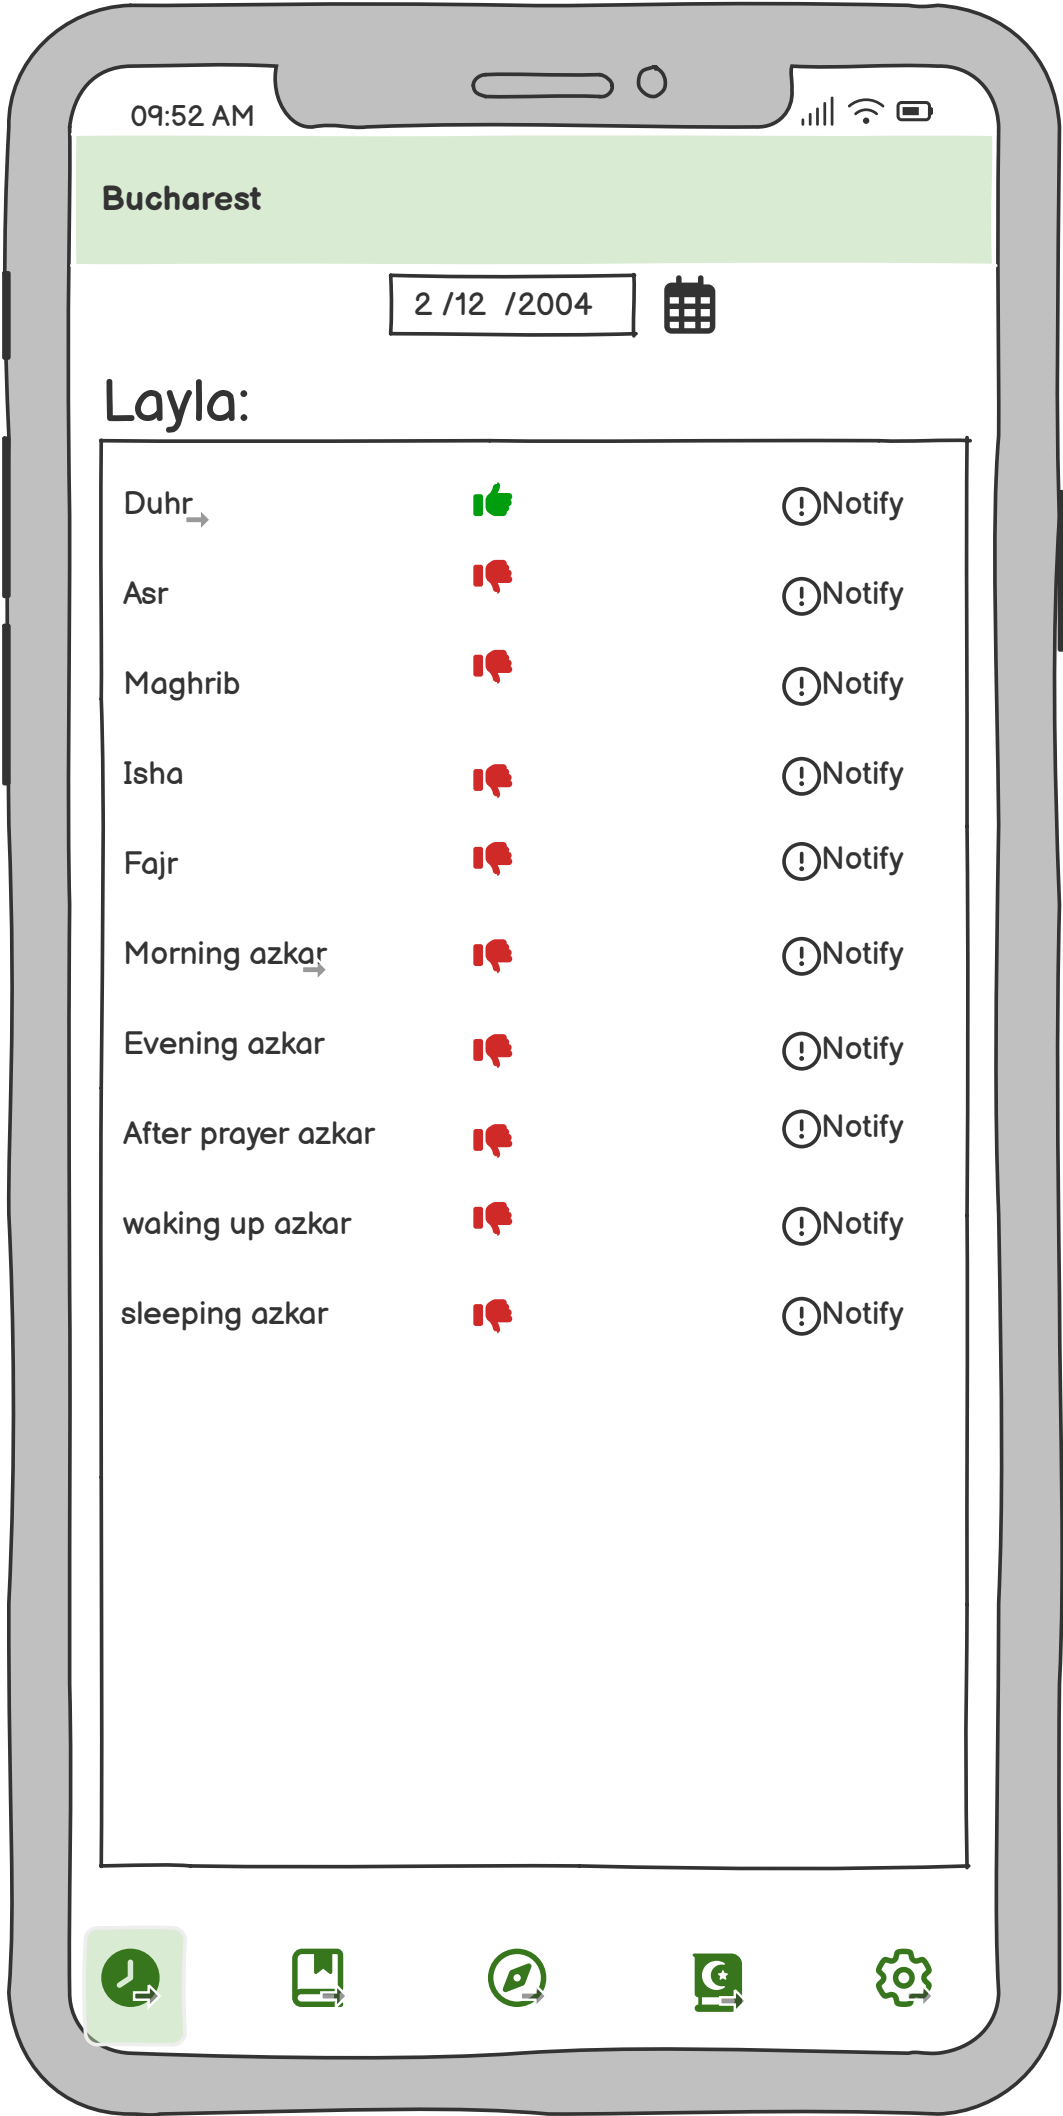 09:52 AM
Bucharest
2 /12 /2004
Layla:
Duhr Notify
Asr Notify
Maghrib Notify
Isha Notify
Fajr Notify
Morning azkar Notify
Evening azkar Notify
After prayer azkar Notify
waking up azkar Notify
sleeping azkar Notify